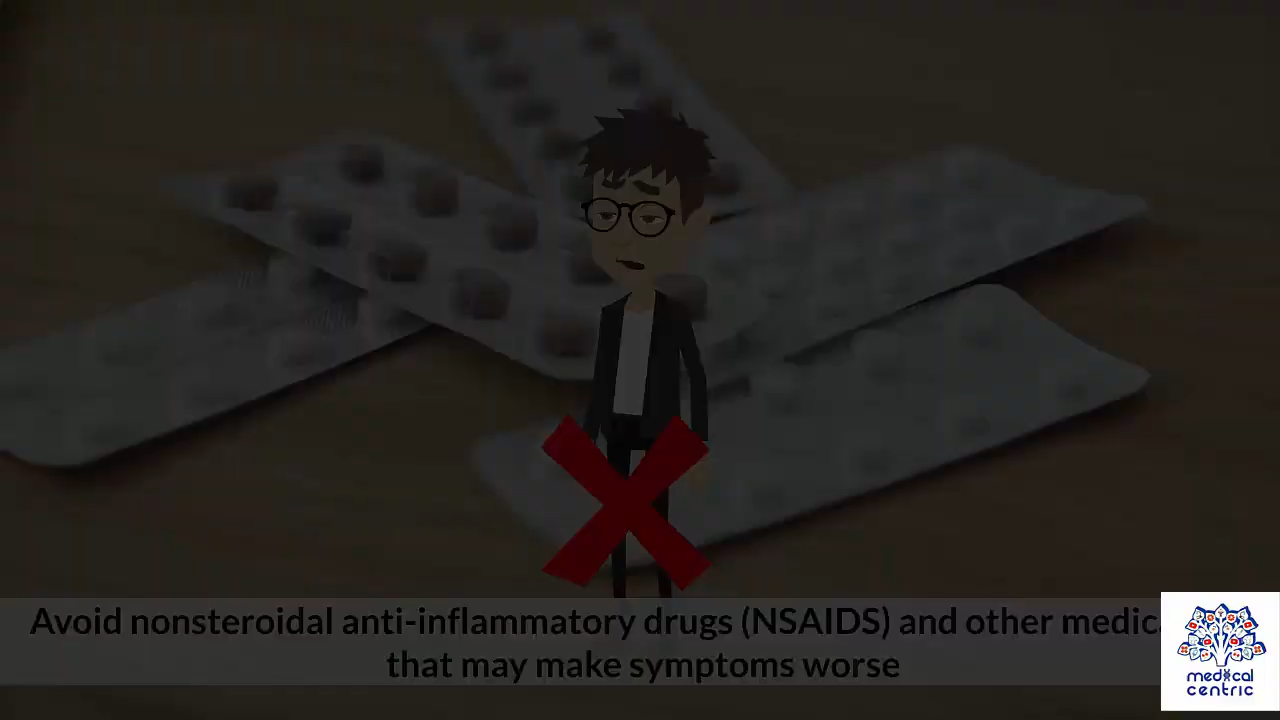 Avoid nonsteroidal anti-inflammatory drugs (NSAIDS) and other
that may make symptoms worse
medical
centric